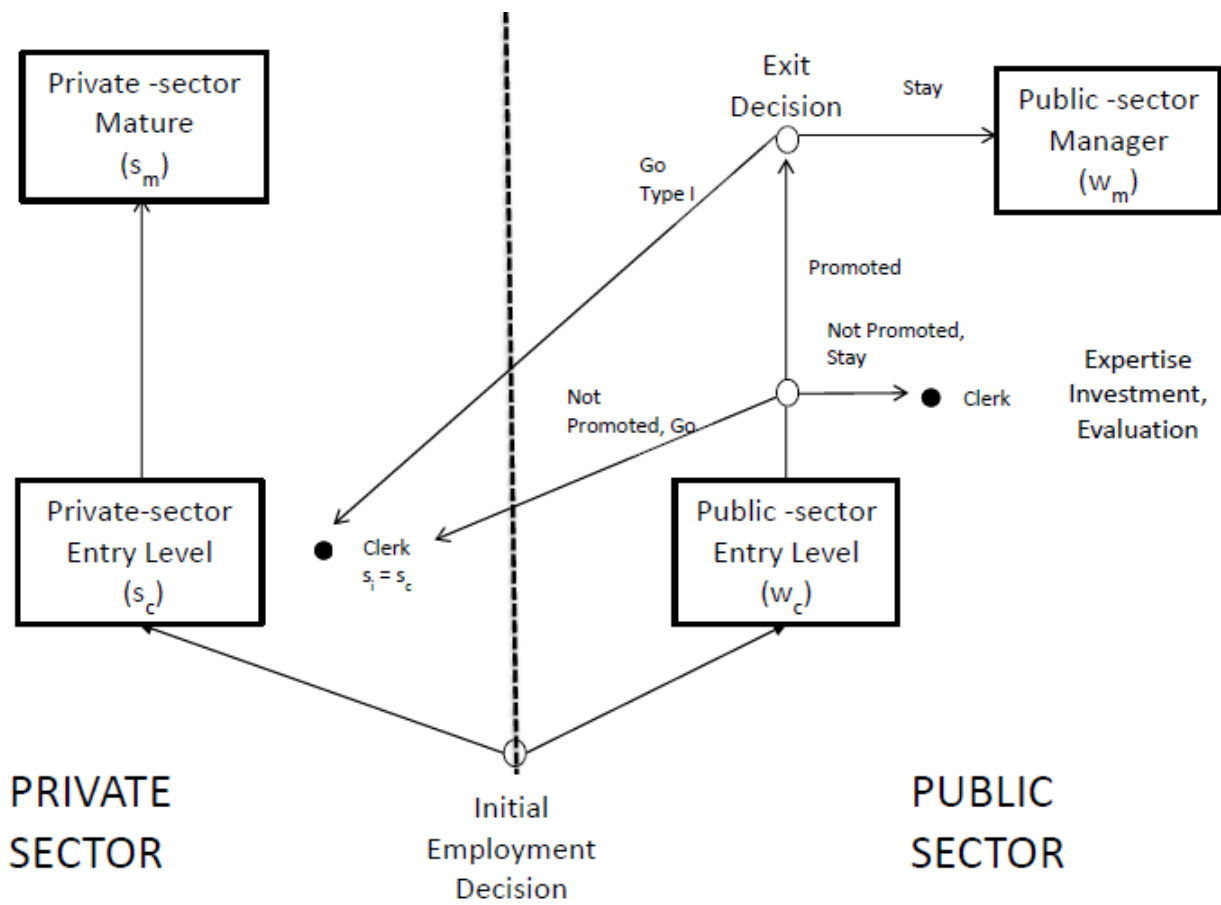 Private -sector
Mature
(s_m)
Exit
Decision
Stay
Public -sector
Manager
(w_m)
Go
Type I
Promoted
Not Promoted,
Stay
Clerk
Expertise
Investment,
Evaluation
Not
Promoted, Go
Private-sector
Entry Level
(s_c)
Clerk
s_i = s_c
Public -sector
Entry Level
(w_c)
PRIVATE
SECTOR
Initial
Employment
Decision
PUBLIC
SECTOR